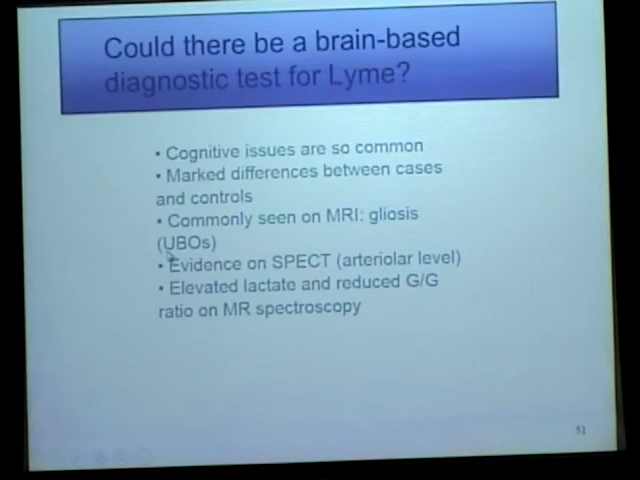 Could there be a brain-based
diagnostic test for Lyme?
• Cognitive issues are so common
• Marked differences between cases
and controls
• Commonly seen on MRI: gliosis
(UBOs)
• Evidence on SPECT (arteriolar level)
• Elevated lactate and reduced G/G
ratio on MR spectroscopy
51